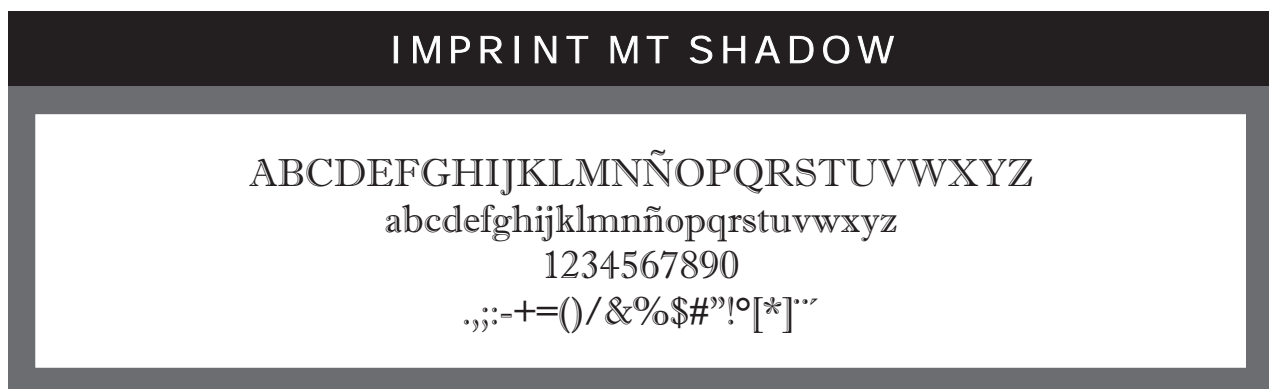 IMPRINT MT SHADOW
ABCDEFGHIJKLMNÑOPQRSTUVWXYZ
abcdefghijklmnñopqrstuvwxyz
1234567890
.,;:-+=()/&%$#”!°[*]¨´